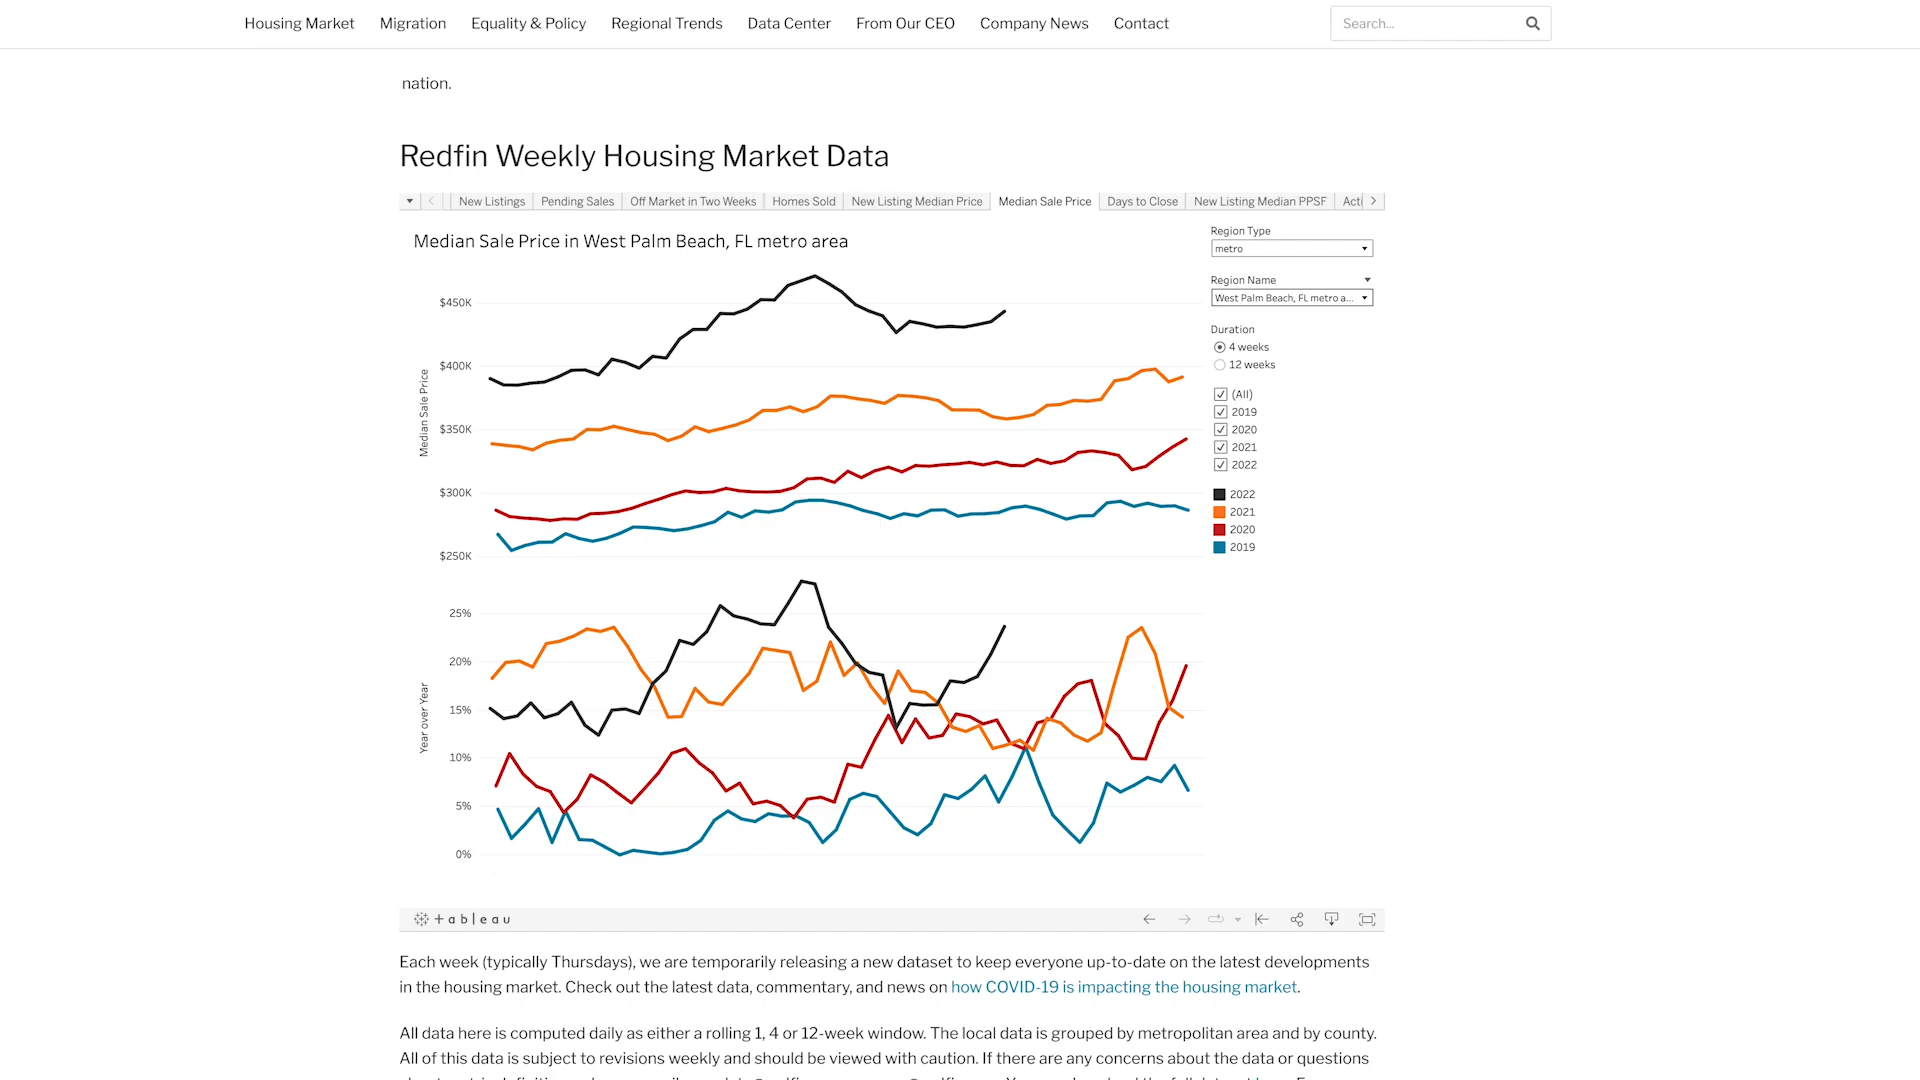 Housing Market Migration Equality & Policy Regional Trends Data Center From Our CEO Company News Contact Search...
nation.
Redfin Weekly Housing Market Data
New Listings Pending Sales Off Market in Two Weeks Homes Sold New Listing Median Price Median Sale Price Days to Close New Listing Median PPSF Acti
Median Sale Price in West Palm Beach, FL metro area
Region Type
metro
Region Name
West Palm Beach, FL metro a...
Duration
4 weeks
12 weeks
(All)
2019
2020
2021
2022
2022
2021
2020
2019
Median Sale Price
$450K
$400K
$350K
$300K
$250K
Year over Year
25%
20%
15%
10%
5%
0%
+ableau
Each week (typically Thursdays), we are temporarily releasing a new dataset to keep everyone up-to-date on the latest developments
in the housing market. Check out the latest data, commentary, and news on how COVID-19 is impacting the housing market.
All data here is computed daily as either a rolling 1, 4 or 12-week window. The local data is grouped by metropolitan area and by county.
All of this data is subject to revisions weekly and should be viewed with caution. If there are any concerns about the data or questions